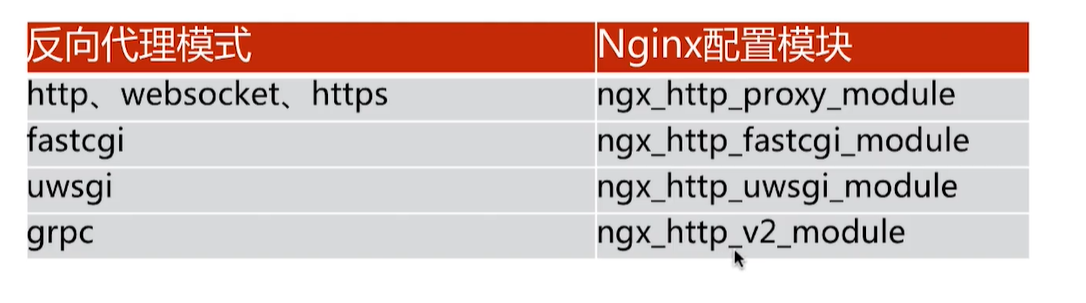 反向代理模式 Nginx配置模块
http、websocket、https ngx_http_proxy_module
fastcgi ngx_http_fastcgi_module
uwsgi ngx_http_uwsgi_module
grpc ngx_http_v2_module